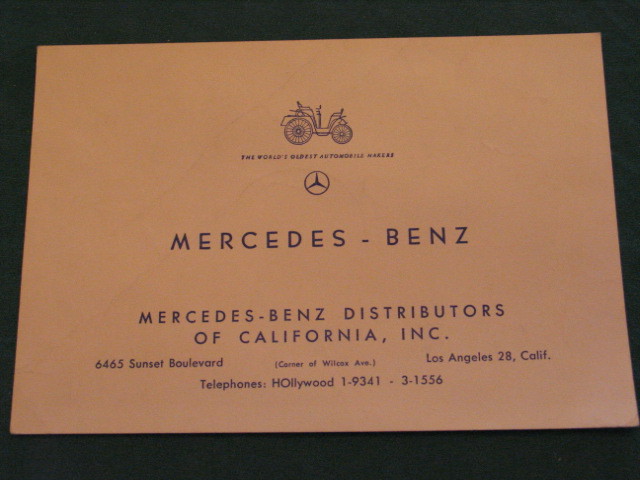 THE WORLD'S OLDEST AUTOMOBILE MAKERS
MERCEDES - BENZ
MERCEDES-BENZ DISTRIBUTORS
OF CALIFORNIA, INC.
6465 Sunset Boulevard (Corner of Wilcox Ave.) Los Angeles 28, Calif.
Telephones: HOllywood 1-9341 - 3-1556